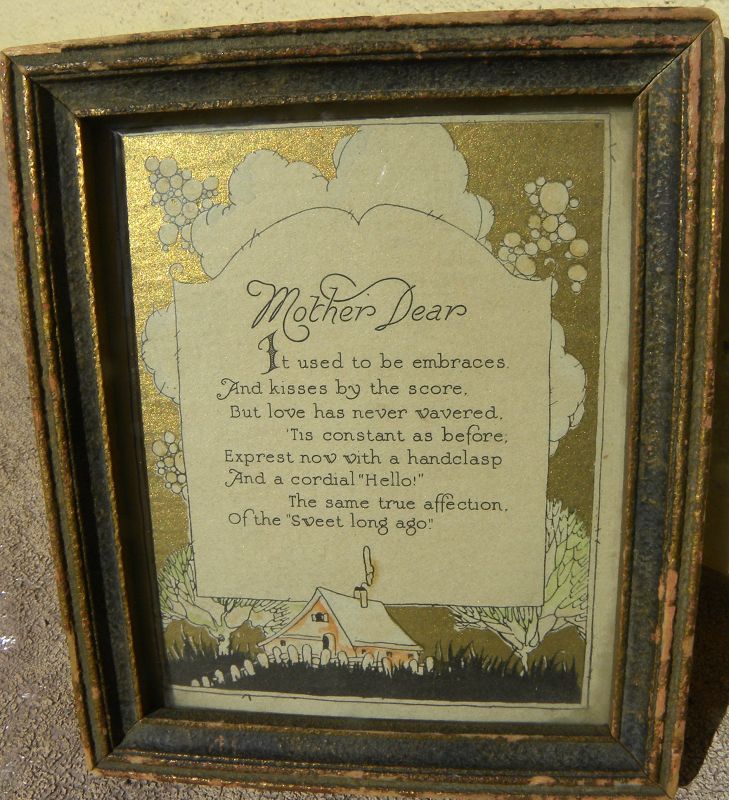 Mother Dear
It used to be embraces.
And kisses by the score,
But love has never wavered,
'Tis constant as before;
Exprest now with a handclasp
And a cordial "Hello!"
The same true affection,
Of the "Sweet long ago".